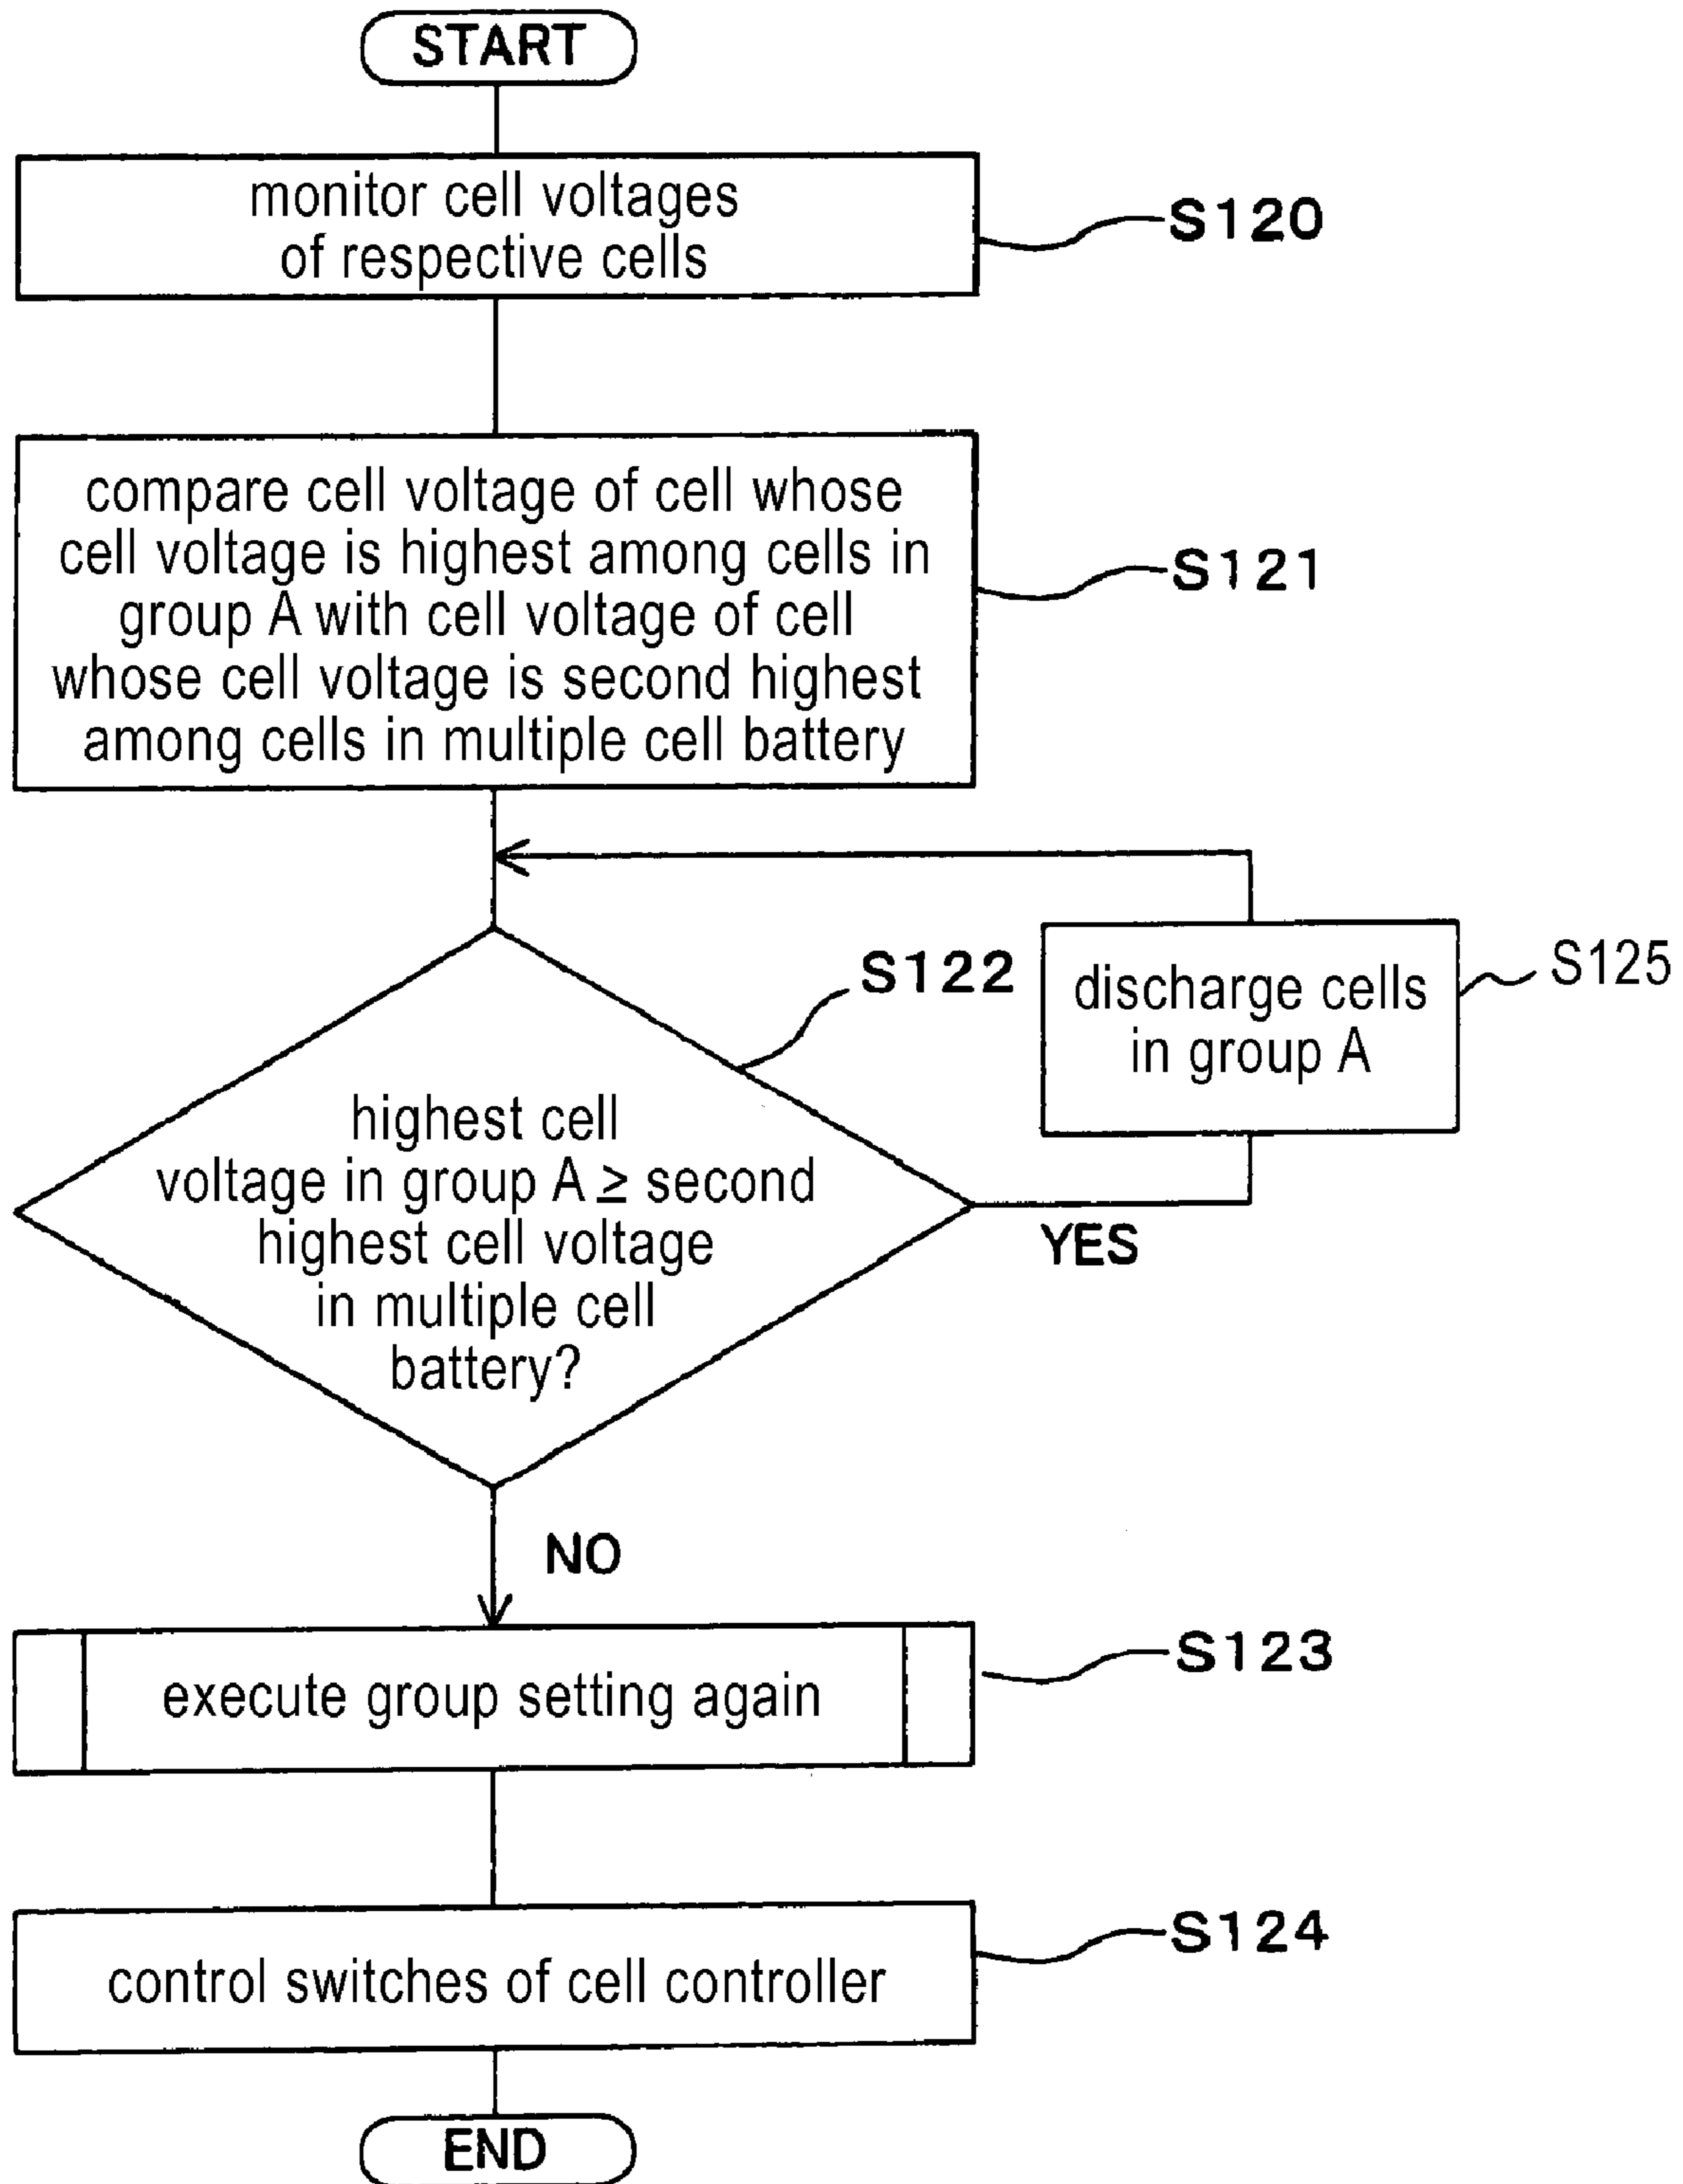 START
monitor cell voltages
of respective cells
S120
compare cell voltage of cell whose
cell voltage is highest among cells in
group A with cell voltage of cell
whose cell voltage is second highest
among cells in multiple cell battery
S121
S122
highest cell
voltage in group A ≥ second
highest cell voltage
in multiple cell
battery?
YES
discharge cells
in group A
S125
NO
execute group setting again
S123
control switches of cell controller
S124
END